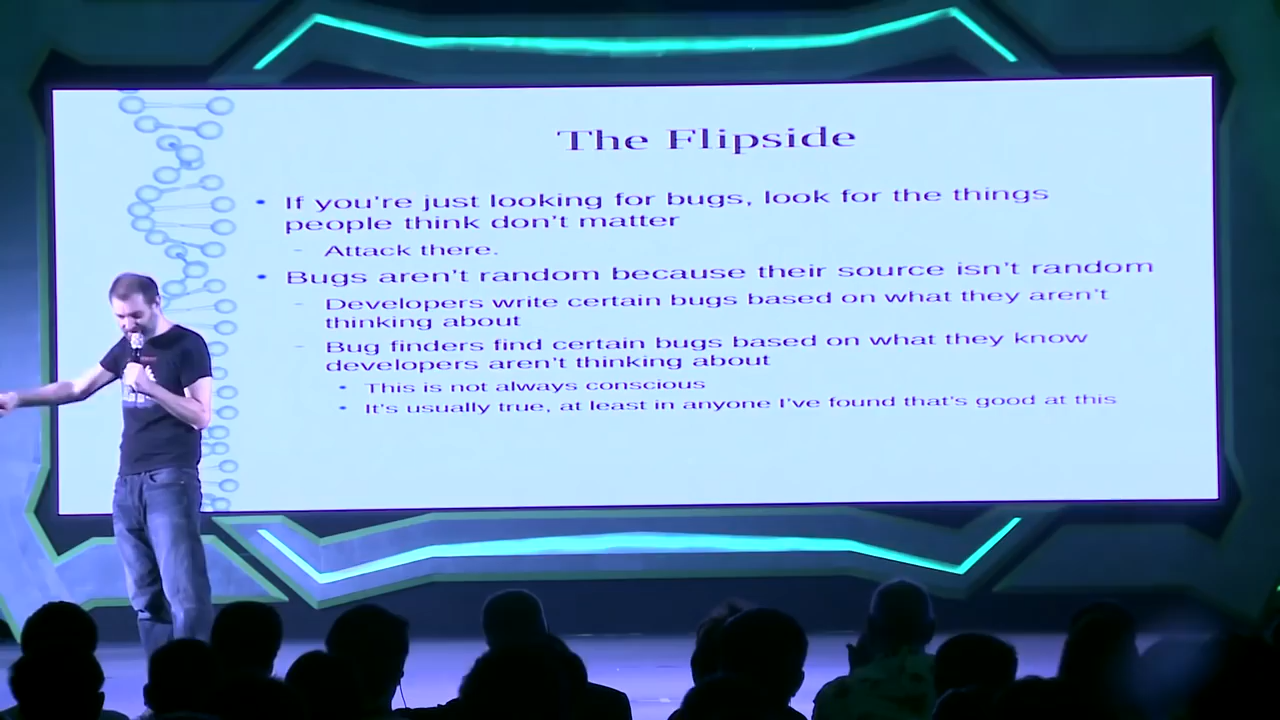 The Flipside
• If you're just looking for bugs, look for the things
people think don't matter
– Attack there.
• Bugs aren't random because their source isn't random
– Developers write certain bugs based on what they aren't
thinking about
– Bug finders find certain bugs based on what they know
developers aren't thinking about
• This is not always conscious
• It's usually true, at least in anyone I've found that's good at this